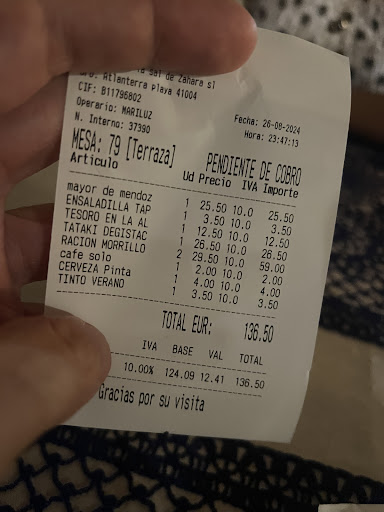 la Sal de Zahara sl
Atlanterra playa 41004
CIF: B11796802
Operario: MARILUZ
N. Interno: 37390
Fecha: 26-08-2024
Hora: 23:47:13
MESA: 79 [Terraza] PENDIENTE DE COBRO
Artículo Ud Precio IVA Importe
mayor de mendoz 1 25.50 10.0 25.50
ENSALADILLA TAP 1 3.50 10.0 3.50
TESORO EN LA AL 1 12.50 10.0 12.50
TATAKI DEGISTAC 1 26.50 10.0 26.50
RACION MORRILLO 2 29.50 10.0 59.00
cafe solo 1 2.00 10.0 2.00
CERVEZA Pinta 1 4.00 10.0 4.00
TINTO VERANO 1 3.50 10.0 3.50
TOTAL EUR: 136.50
IVA BASE VAL TOTAL
10.00% 124.09 12.41 136.50
Gracias por su visita